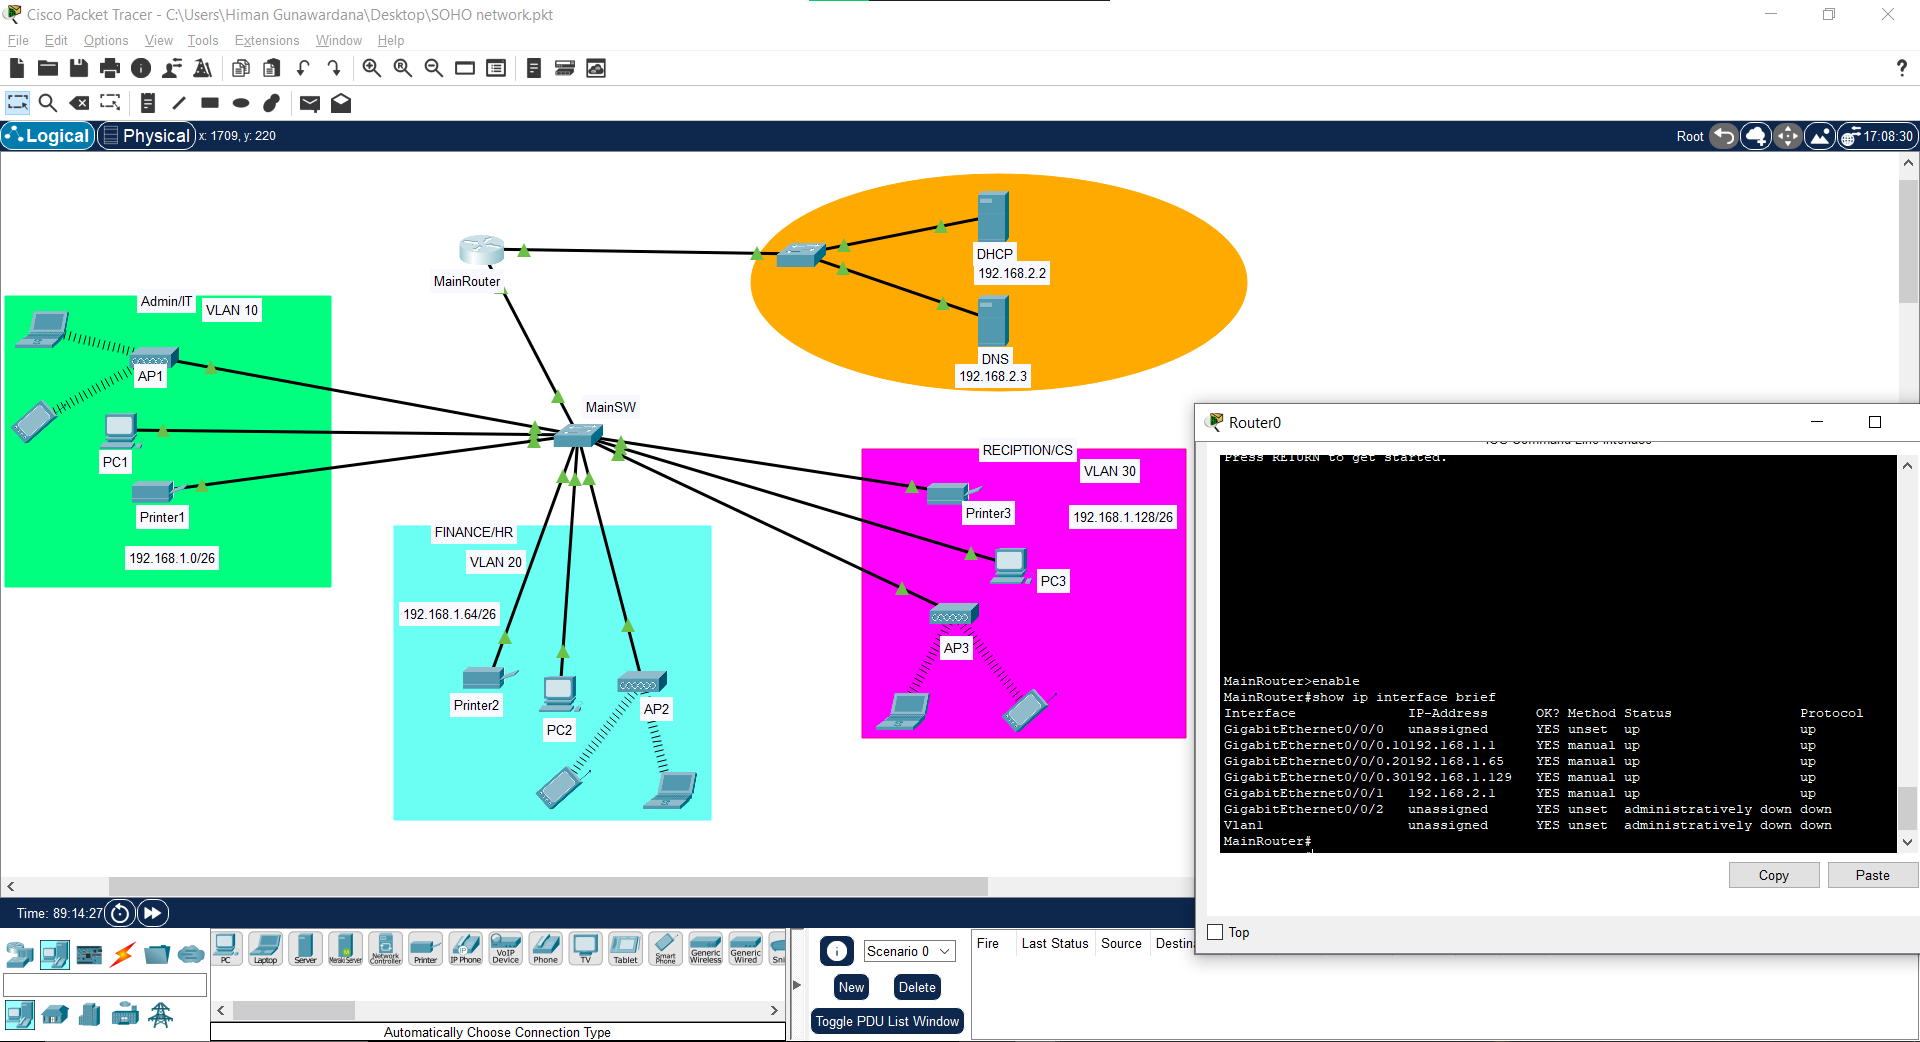 Cisco Packet Tracer - C:\Users\Himan Gunawardana\Desktop\SOHO network.pkt
File Edit Options View Tools Extensions Window Help
Logical Physical x: 1709, y: 220
Root 17:08:30
DHCP
192.168.2.2
MainRouter
Admin/IT
VLAN 10
DNS
192.168.2.3
AP1
MainSW
PC1
Printer1
192.168.1.0/26
RECIPTION/CS
VLAN 30
Printer3
192.168.1.128/26
PC3
AP3
FINANCE/HR
VLAN 20
192.168.1.64/26
Printer2
PC2
AP2
Router0
Press RETURN to get started.
MainRouter>enable
MainRouter#show ip interface brief
Interface IP-Address OK? Method Status Protocol
GigabitEthernet0/0/0 unassigned YES unset up up
GigabitEthernet0/0/0.10192.168.1.1 YES manual up up
GigabitEthernet0/0/0.20192.168.1.65 YES manual up up
GigabitEthernet0/0/0.30192.168.1.129 YES manual up up
GigabitEthernet0/0/1 192.168.2.1 YES manual up up
GigabitEthernet0/0/2 unassigned YES unset administratively down down
Vlan1 unassigned YES unset administratively down down
MainRouter#
Copy Paste
Top
Time: 89:14:27
PC Laptop Server Meraki Server Network Controller Printer IP Phone VoIP Device Phone TV Tablet Smart Phone Generic Wireless Generic Wired
Automatically Choose Connection Type
Scenario 0
New Delete
Toggle PDU List Window
Fire Last Status Source